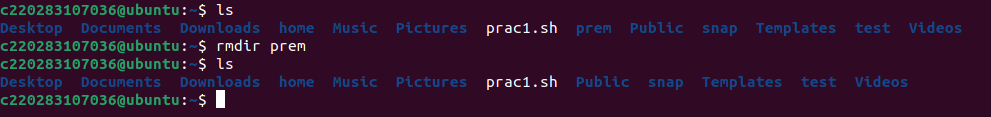 c220283107036@ubuntu:~$ ls
Desktop Documents Downloads home Music Pictures prac1.sh prem Public snap Templates test Videos
c220283107036@ubuntu:~$ rmdir prem
c220283107036@ubuntu:~$ ls
Desktop Documents Downloads home Music Pictures prac1.sh Public snap Templates test Videos
c220283107036@ubuntu:~$